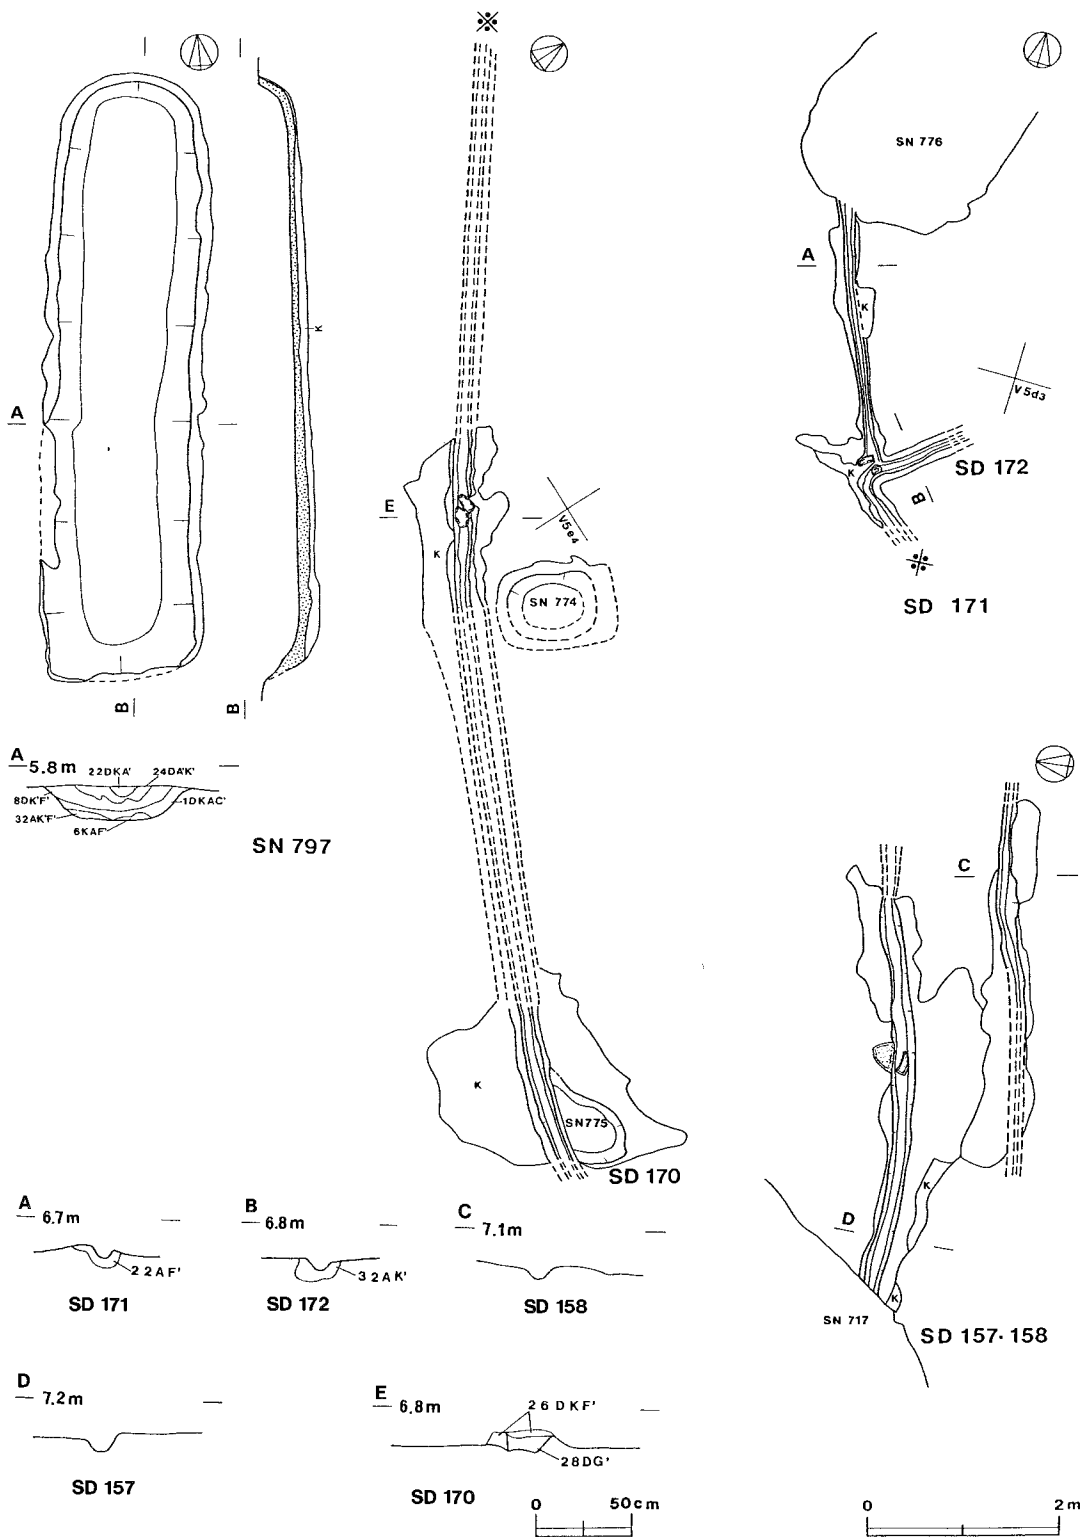 A
B
B
K
A
5.8m
22DKA'
24DA'K'
8DK'F'
1DKAC'
32AK'F'
6KAF'
SN 797
E
K
V5e4
SN 774
K
SN775
SD 170
SN 776
A
K
V5d3
K
B
SD 172
SD 171
C
D
K
K
SN 717
SD 157・158
A
6.7m
22AF'
SD 171
B
6.8m
32AK'
SD 172
C
7.1m
SD 158
D
7.2m
SD 157
E
6.8m
26DKF'
28DG'
SD 170
0 50cm
0 2m